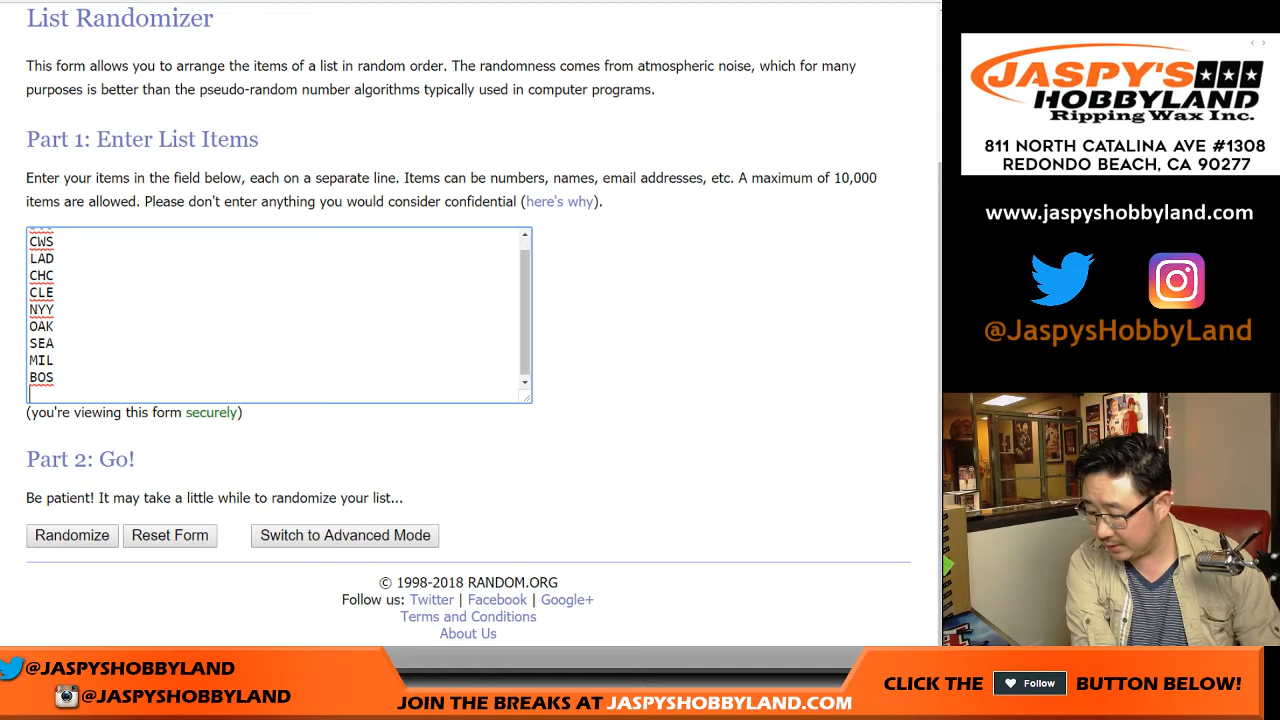 List Randomizer
This form allows you to arrange the items of a list in random order. The randomness comes from atmospheric noise, which for many
purposes is better than the pseudo-random number algorithms typically used in computer programs.
Part 1: Enter List Items
Enter your items in the field below, each on a separate line. Items can be numbers, names, email addresses, etc. A maximum of 10,000
items are allowed. Please don't enter anything you would consider confidential (here's why).
CWS
LAD
CHC
CLE
NYY
OAK
SEA
MIL
BOS
(you're viewing this form securely)
Part 2: Go!
Be patient! It may take a little while to randomize your list...
Randomize Reset Form Switch to Advanced Mode
© 1998-2018 RANDOM.ORG
Follow us: Twitter | Facebook | Google+
Terms and Conditions
About Us
JASPY'S
HOBBYLAND
Ripping Wax Inc.
811 NORTH CATALINA AVE #1308
REDONDO BEACH, CA 90277
www.jaspyshobbyland.com
@JaspysHobbyLand
@JASPYSHOBBYLAND
@JASPYSHOBBYLAND
JOIN THE BREAKS AT JASPYSHOBBYLAND.COM
CLICK THE Follow BUTTON BELOW!